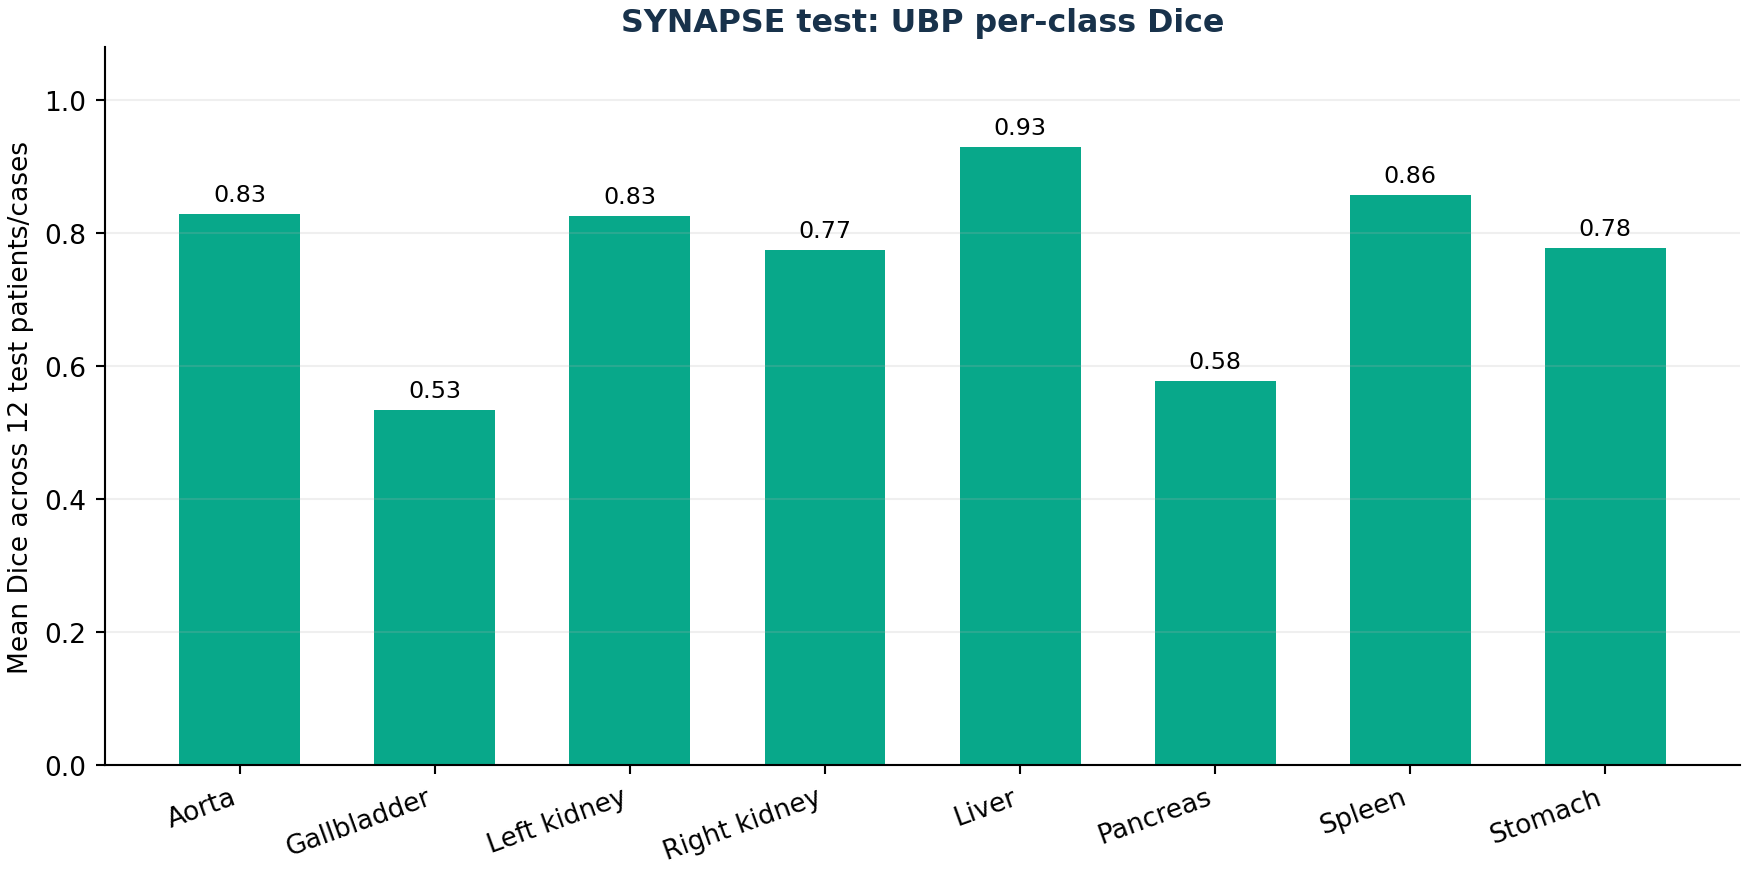 SYNAPSE test: UBP per-class Dice
Mean Dice across 12 test patients/cases
1.0
0.8
0.6
0.4
0.2
0.0
0.83
0.53
0.83
0.77
0.93
0.58
0.86
0.78
Aorta
Gallbladder
Left kidney
Right kidney
Liver
Pancreas
Spleen
Stomach